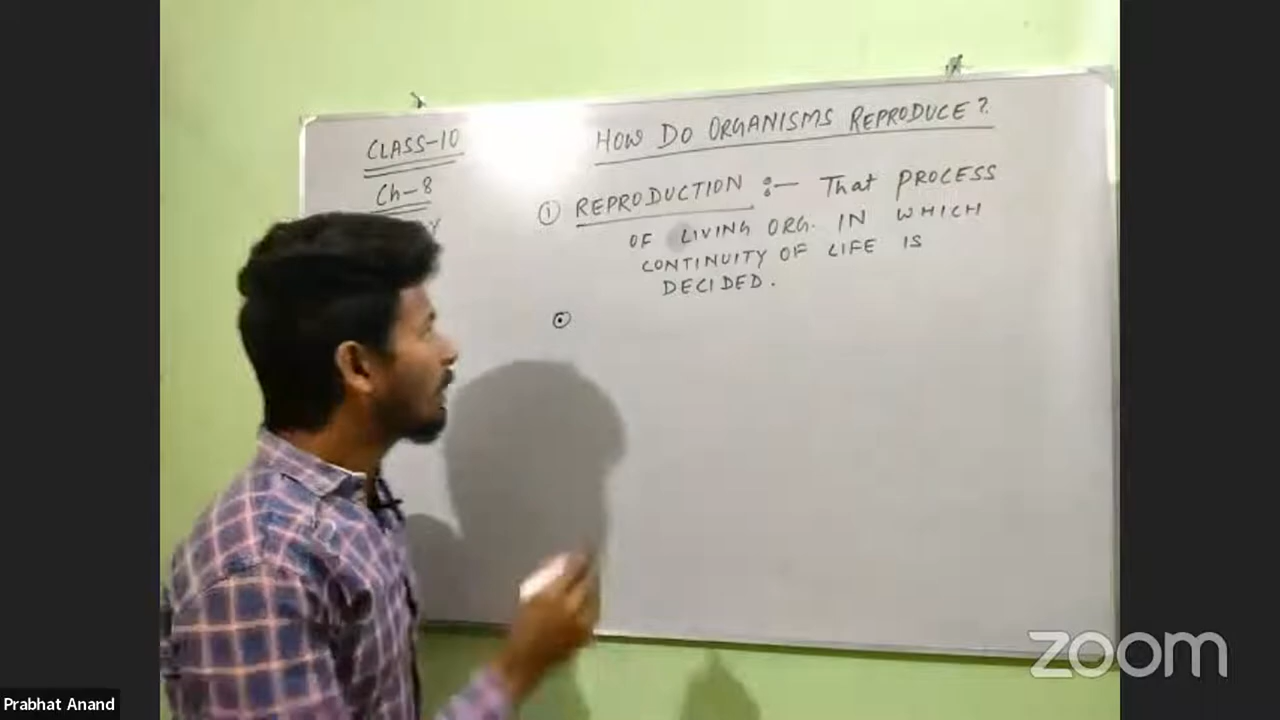 CLASS-10
Ch-8
HOW DO ORGANISMS REPRODUCE?
① REPRODUCTION :- That PROCESS
OF LIVING ORG. IN WHICH
CONTINUITY OF LIFE IS
DECIDED.
zoom
Prabhat Anand